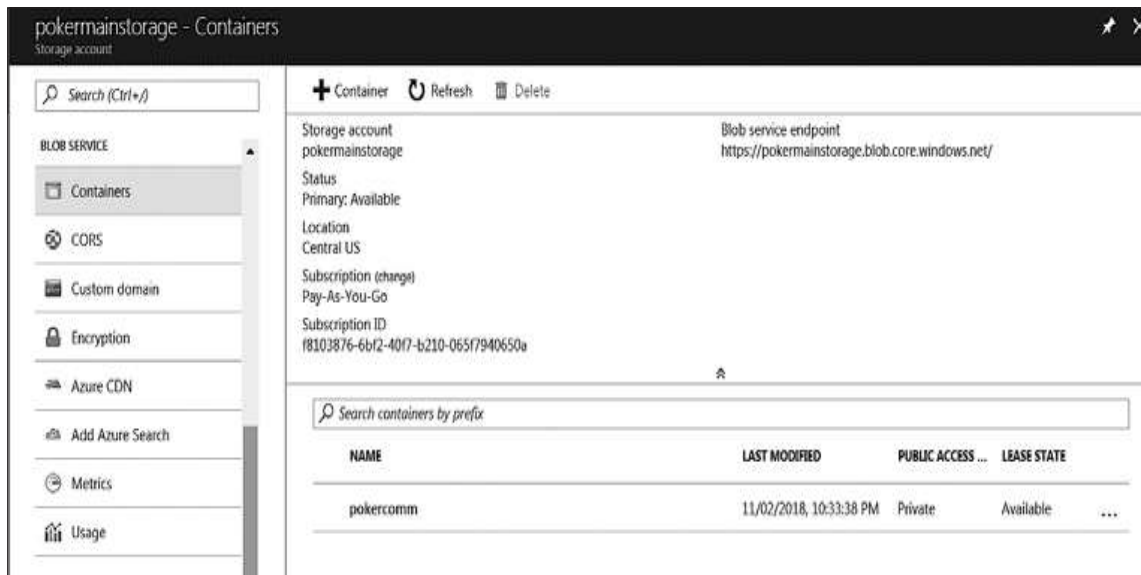 pokermainstorage - Containers
Storage account
Search (Ctrl+/)
BLOB SERVICE
Containers
CORS
Custom domain
Encryption
Azure CDN
Add Azure Search
Metrics
Usage
Container Refresh Delete
Storage account
pokermainstorage
Status
Primary: Available
Location
Central US
Subscription (change)
Pay-As-You-Go
Subscription ID
f8103876-6bf2-40f7-b210-065f7940650a
Blob service endpoint
https://pokermainstorage.blob.core.windows.net/
Search containers by prefix
NAME LAST MODIFIED PUBLIC ACCESS ... LEASE STATE
pokercomm 11/02/2018, 10:33:38 PM Private Available ...